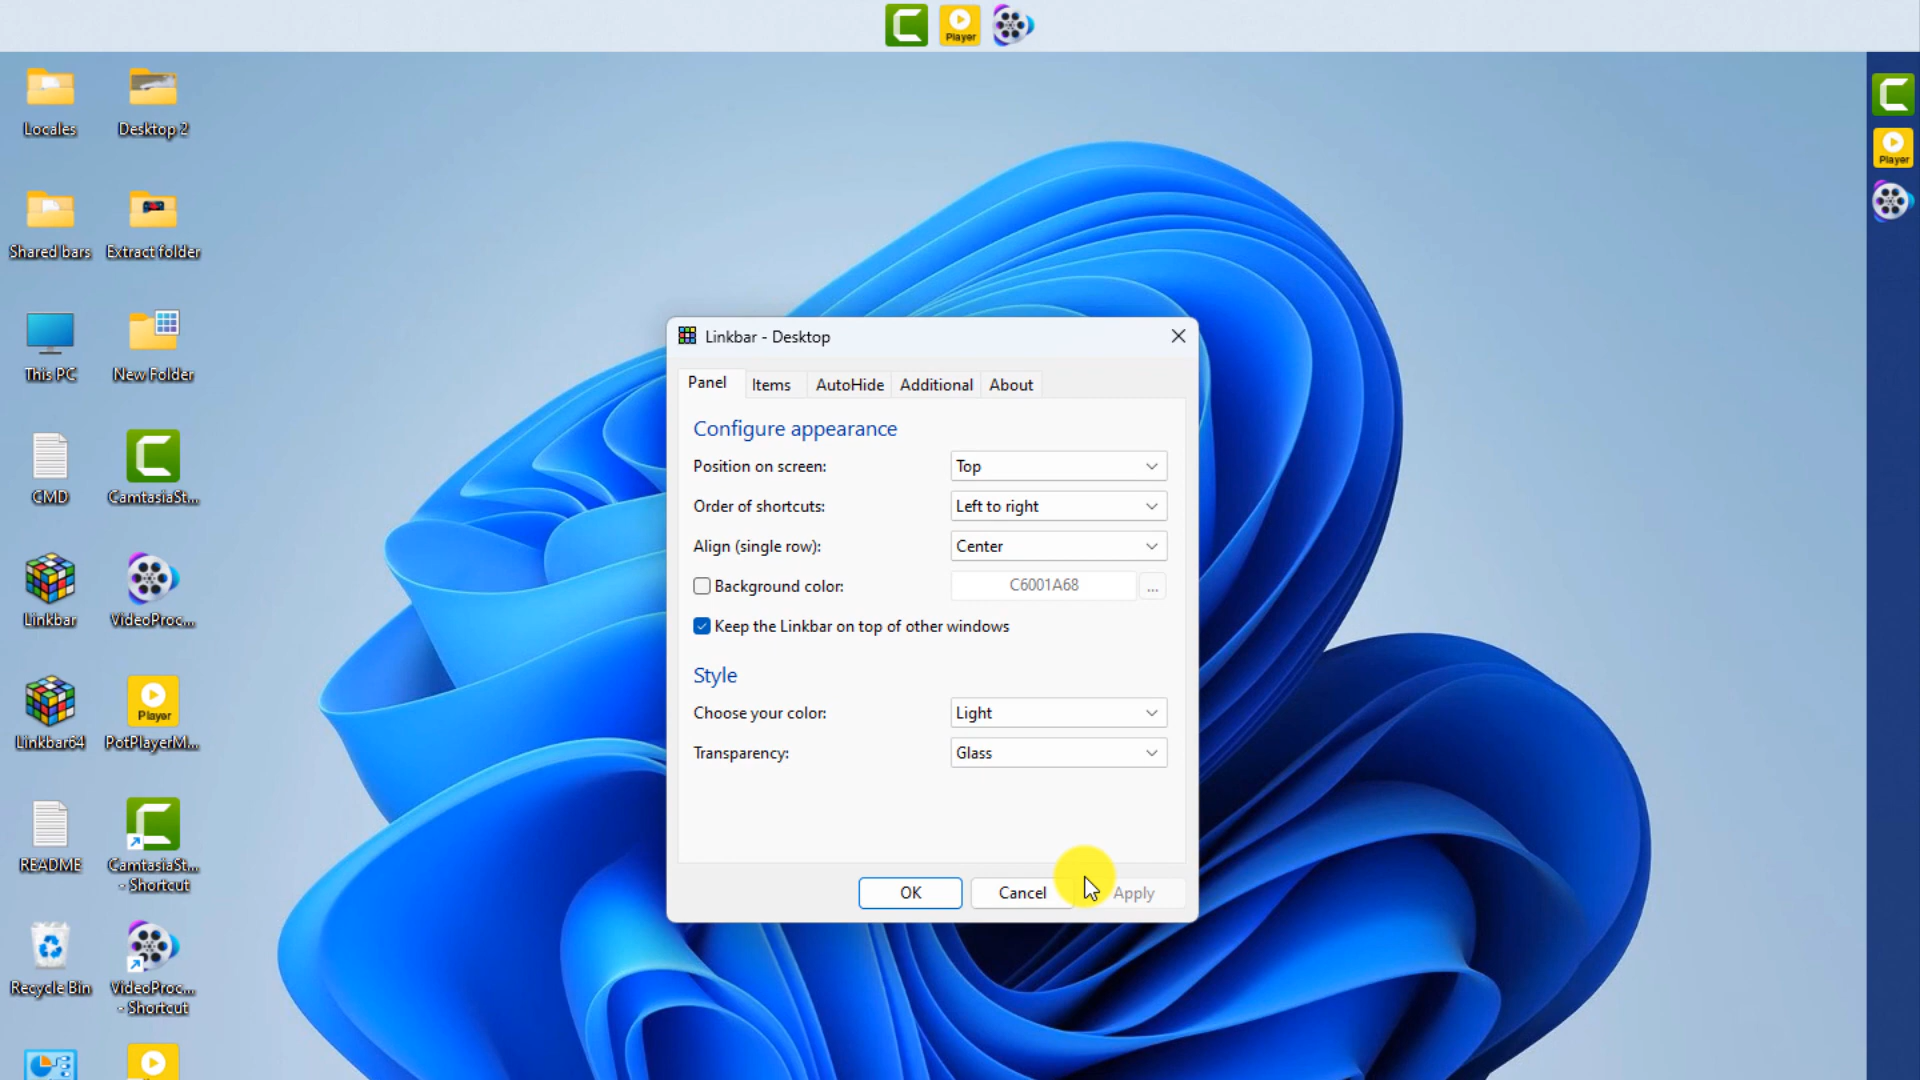 Player
Player
Locales
Desktop 2
Shared bars
Extract folder
This PC
New Folder
CMD
CamtasiaSt...
Linkbar
VideoProc...
Linkbar64
Player
PotPlayerM...
README
CamtasiaSt...
- Shortcut
Recycle Bin
VideoProc...
- Shortcut
Linkbar - Desktop
Panel
Items
AutoHide
Additional
About
Configure appearance
Position on screen:
Top
Order of shortcuts:
Left to right
Align (single row):
Center
Background color:
C6001A68
...
Keep the Linkbar on top of other windows
Style
Choose your color:
Light
Transparency:
Glass
OK
Cancel
Apply